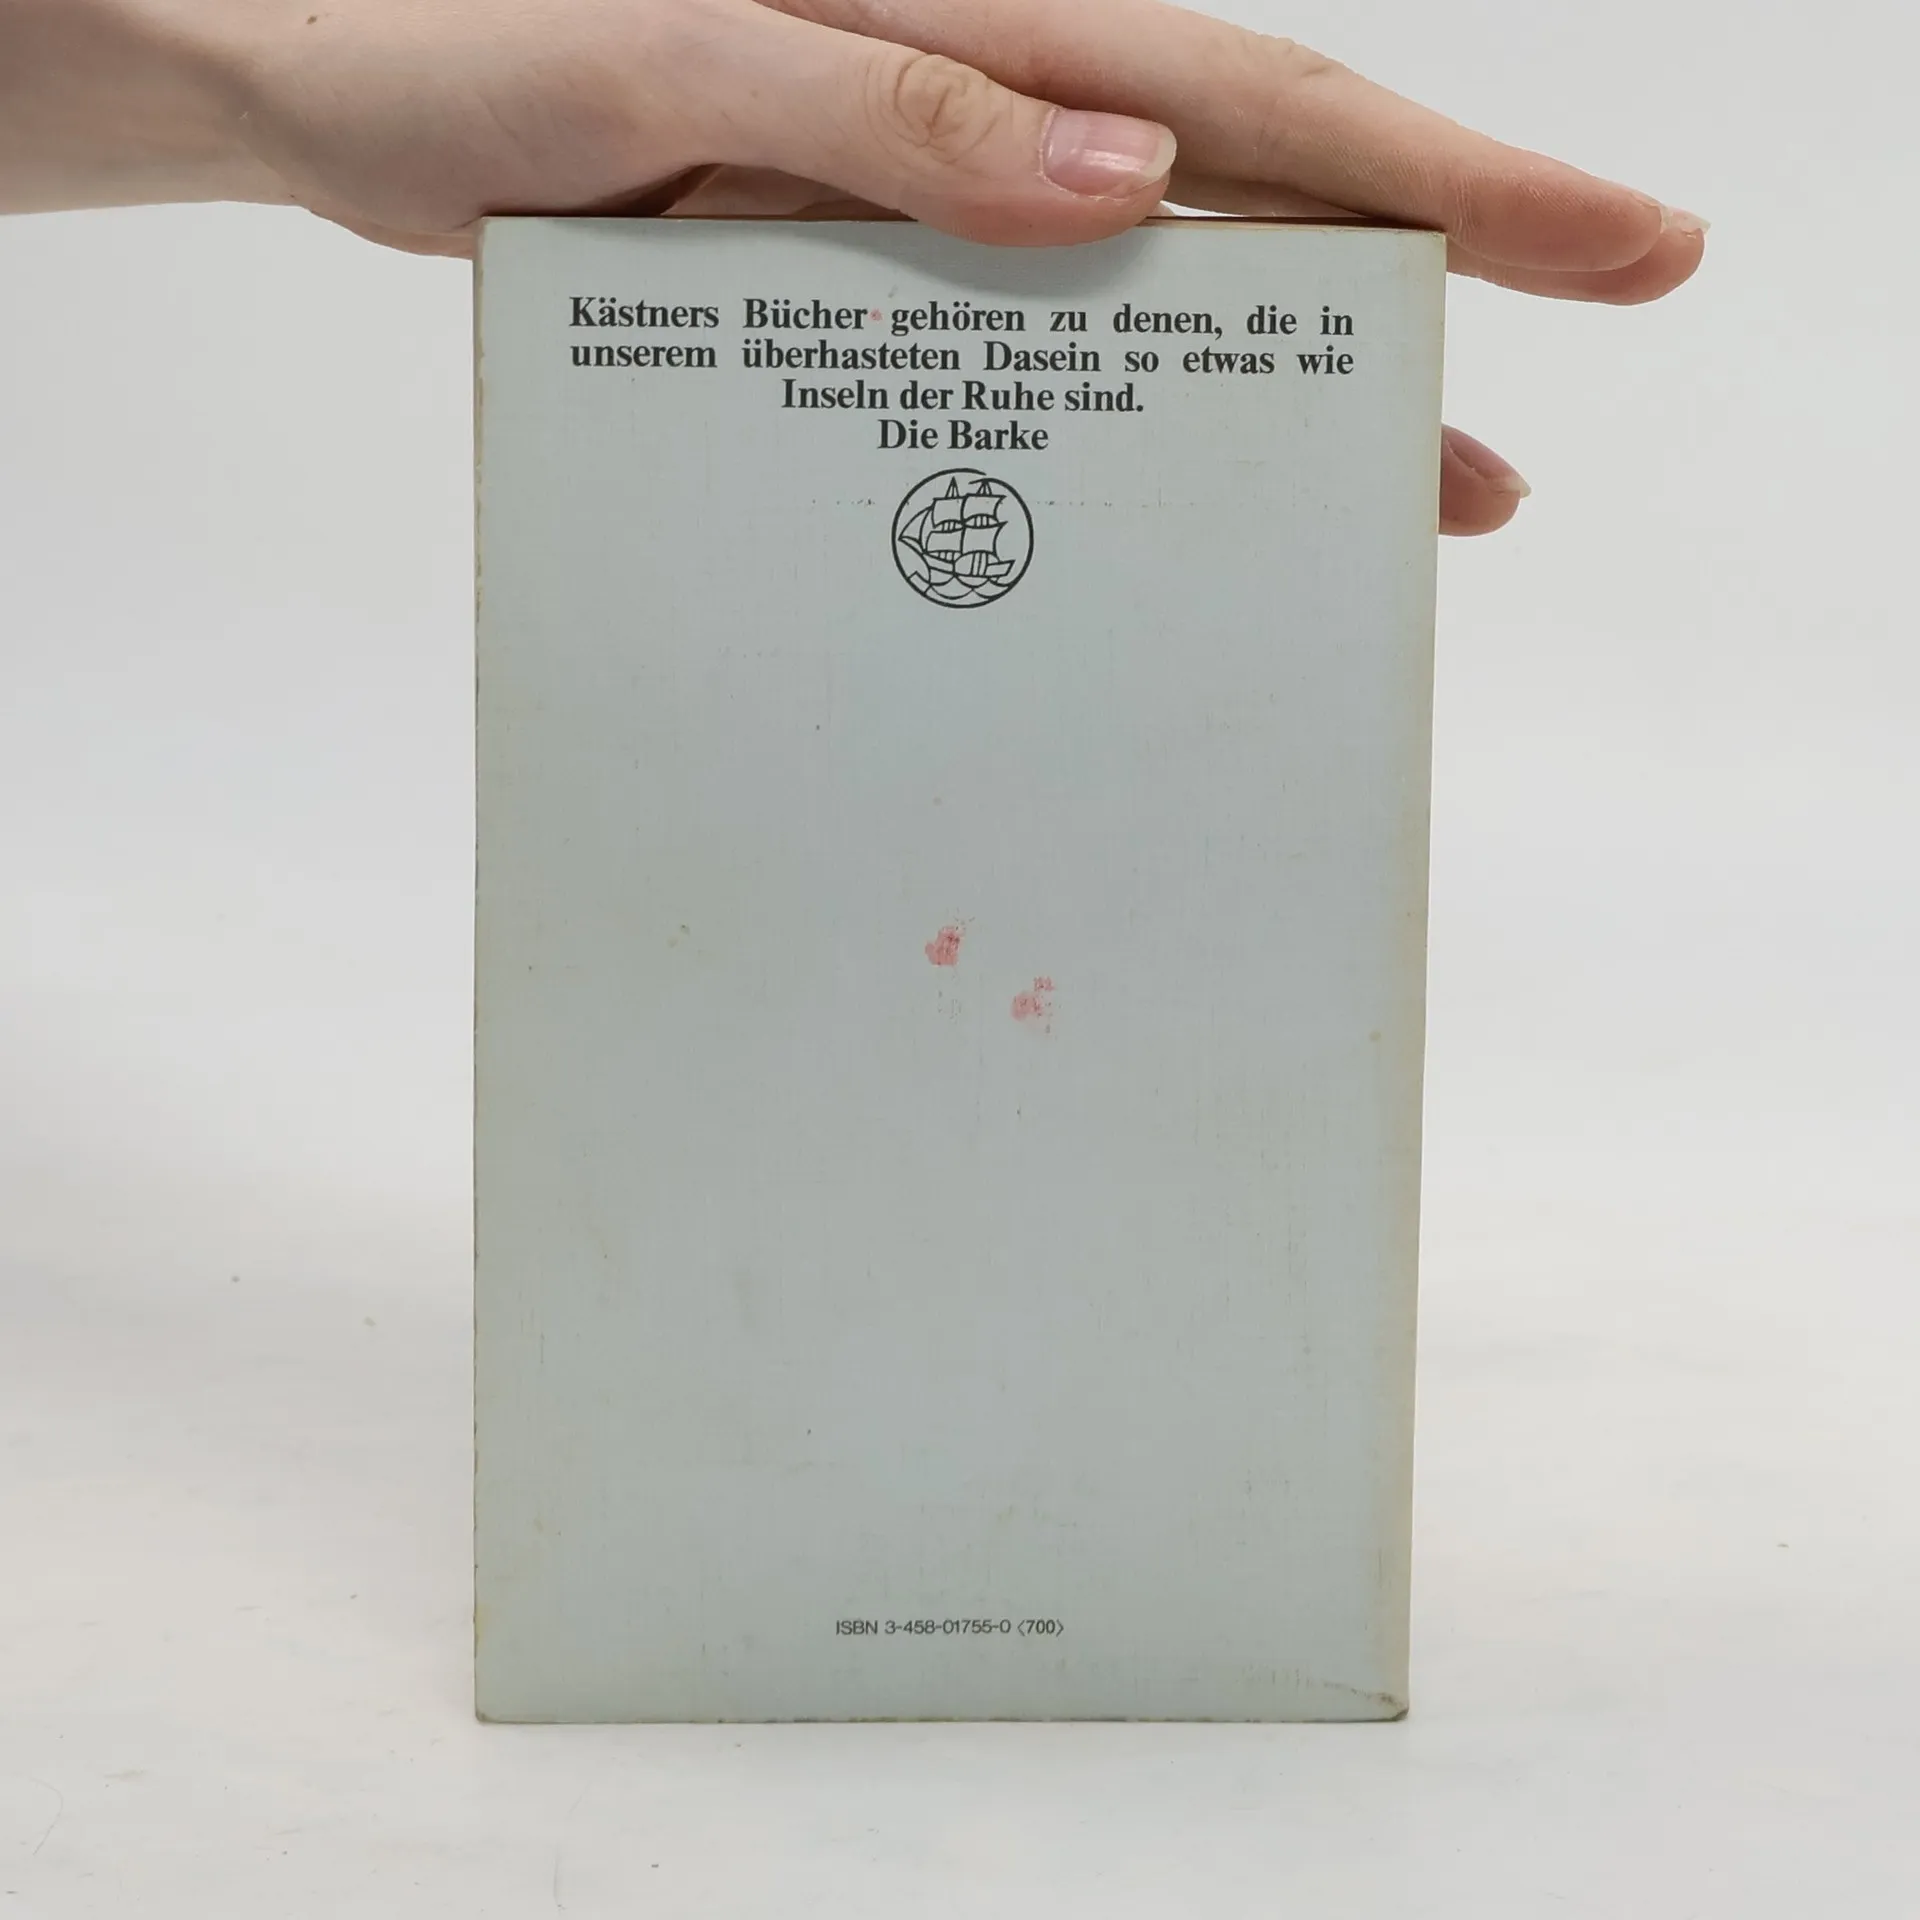 Kästners Bücher gehören zu denen, die in
unserem überhasteten Dasein so etwas wie
Inseln der Ruhe sind.
Die Barke
ISBN 3-458-01755-0 〈700〉